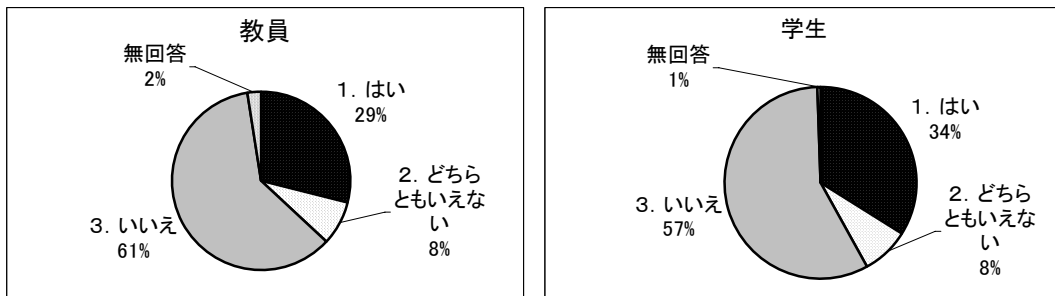 教員
無回答
2%
1. はい
29%
2. どちら
ともいえな
い
8%
3. いいえ
61%
学生
無回答
1%
1. はい
34%
2. どちら
ともいえな
い
8%
3. いいえ
57%